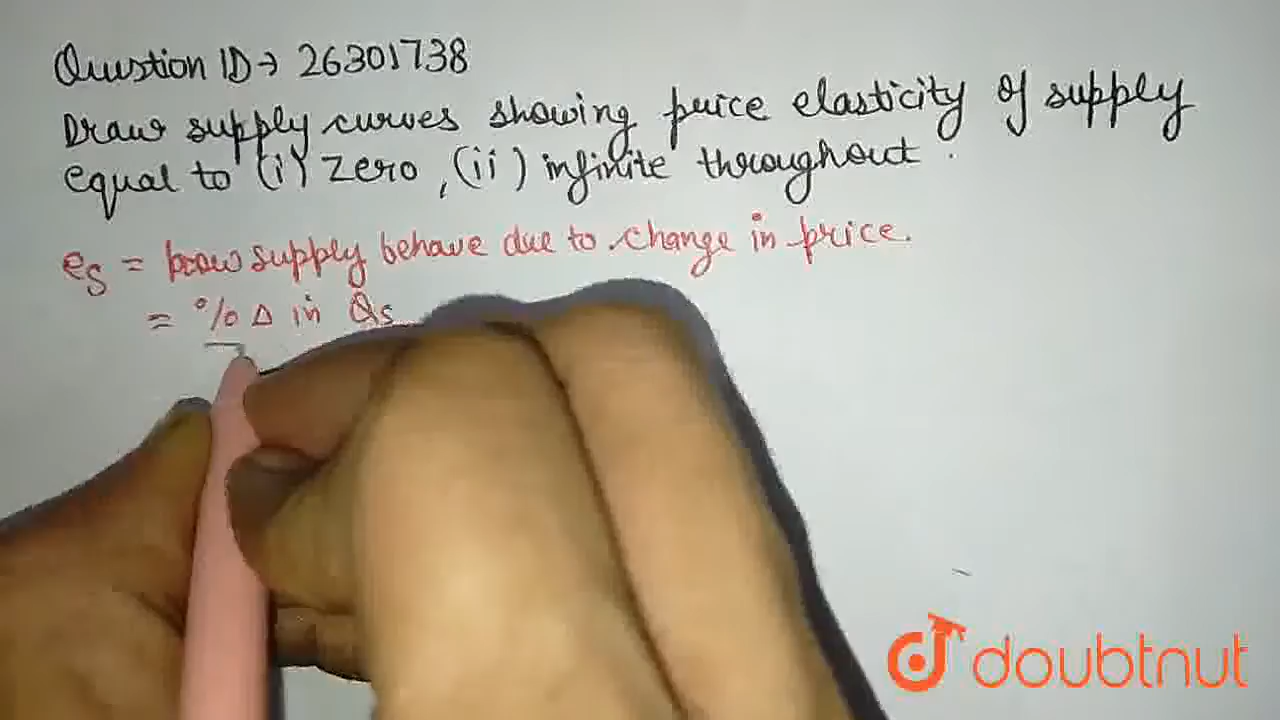 Question ID → 26301738
Draw supply curves showing price elasticity of supply
equal to (i) Zero, (ii) infinite throughout.
es = how supply behave due to change in price.
= % Δ in Qs
doubtnut